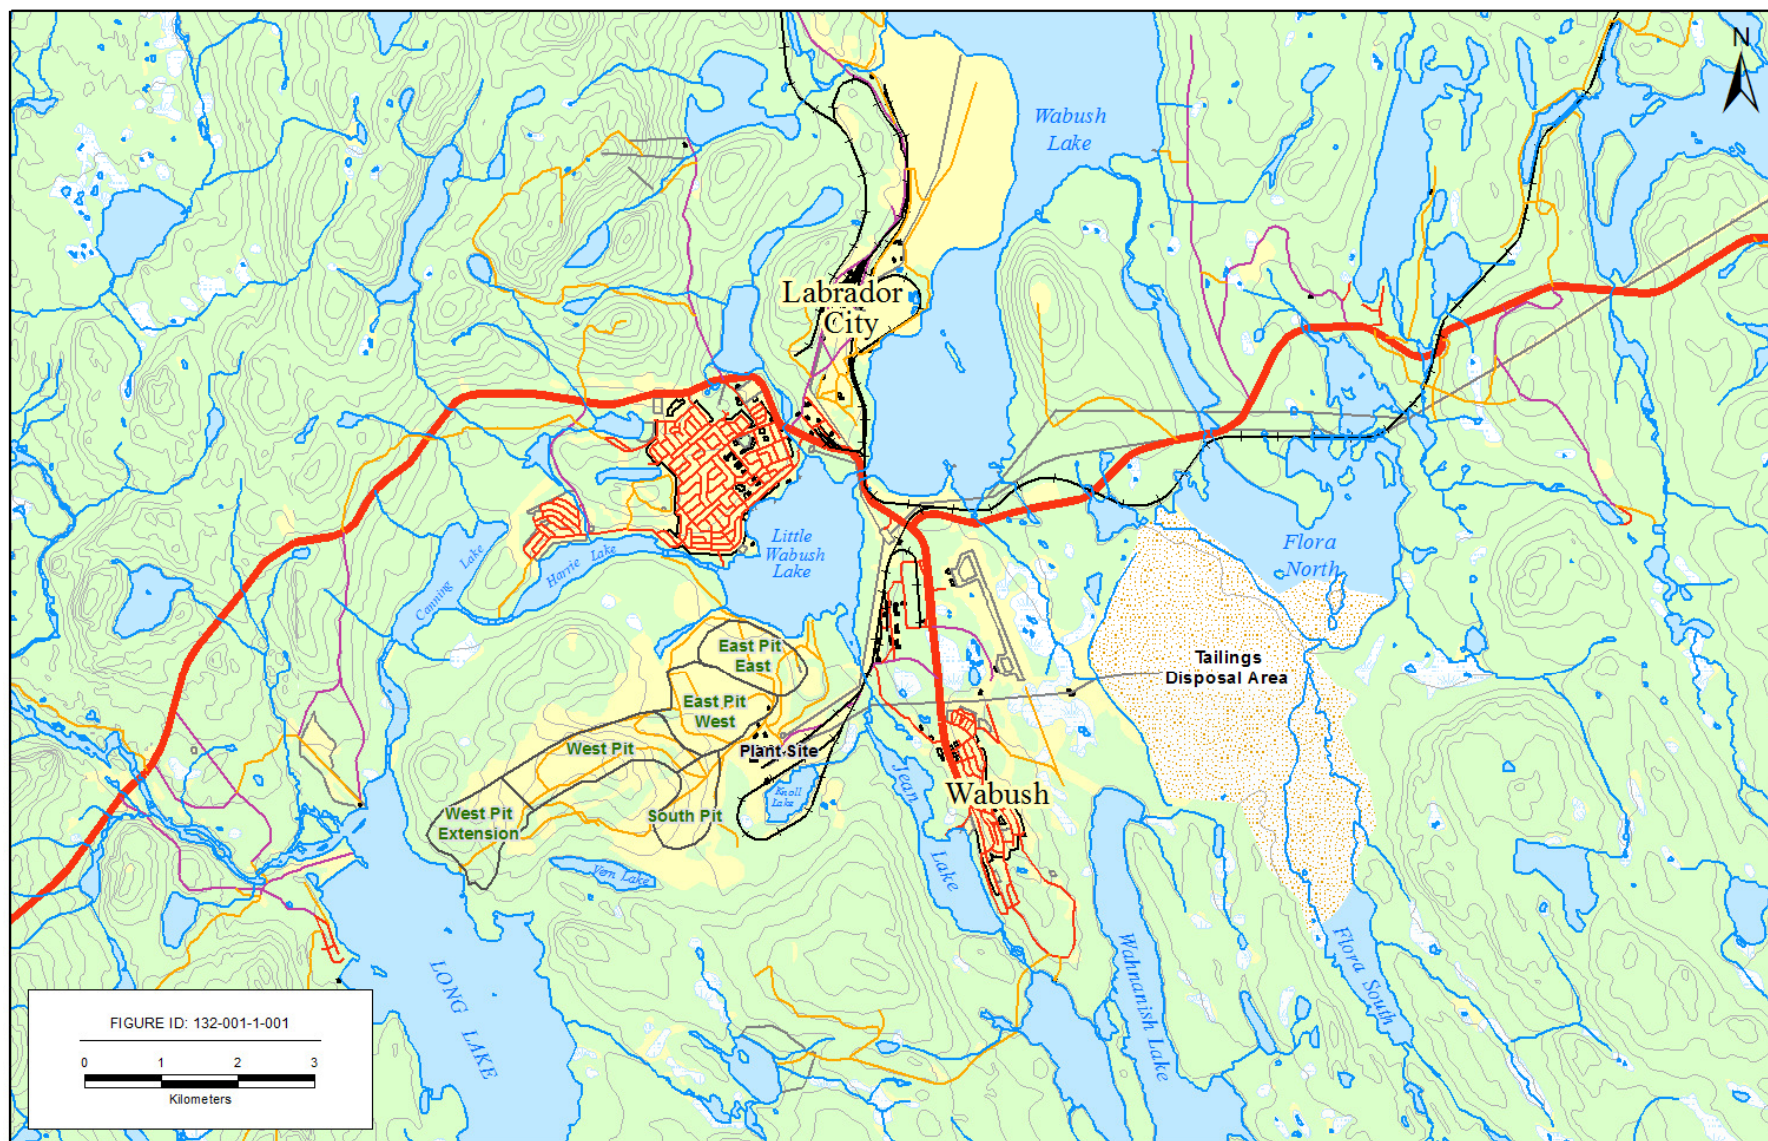 N
Wabush
Lake
Labrador
City
Little
Wabush
Lake
Flora
North
Canning Lake
Harrie Lake
East Pit
East
Tailings
Disposal Area
East Pit
West
West Pit
Plant Site
Jean Lake
Knoll
Lake
Wabush
West Pit
Extension
South Pit
Vern Lake
LONG LAKE
Wahnanish Lake
Flora South
FIGURE ID: 132-001-1-001
0 1 2 3
Kilometers